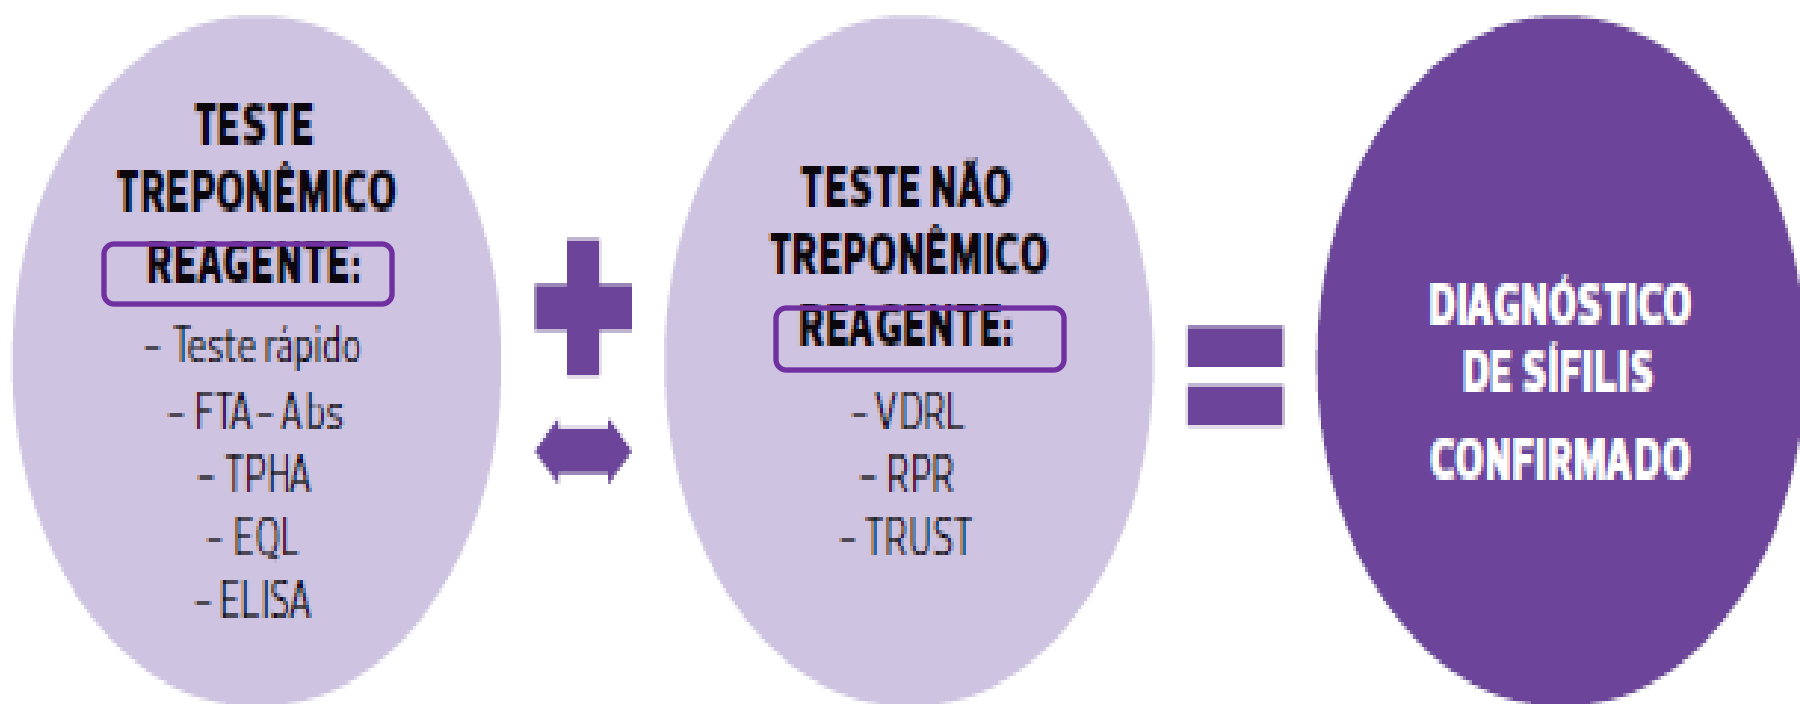 TESTE
TREPONÊMICO
REAGENTE:
– Teste rápido
– FTA–Abs
– TPHA
– EQL
– ELISA
TESTE NÃO
TREPONÊMICO
REAGENTE:
– VDRL
– RPR
– TRUST
DIAGNÓSTICO
DE SÍFILIS
CONFIRMADO